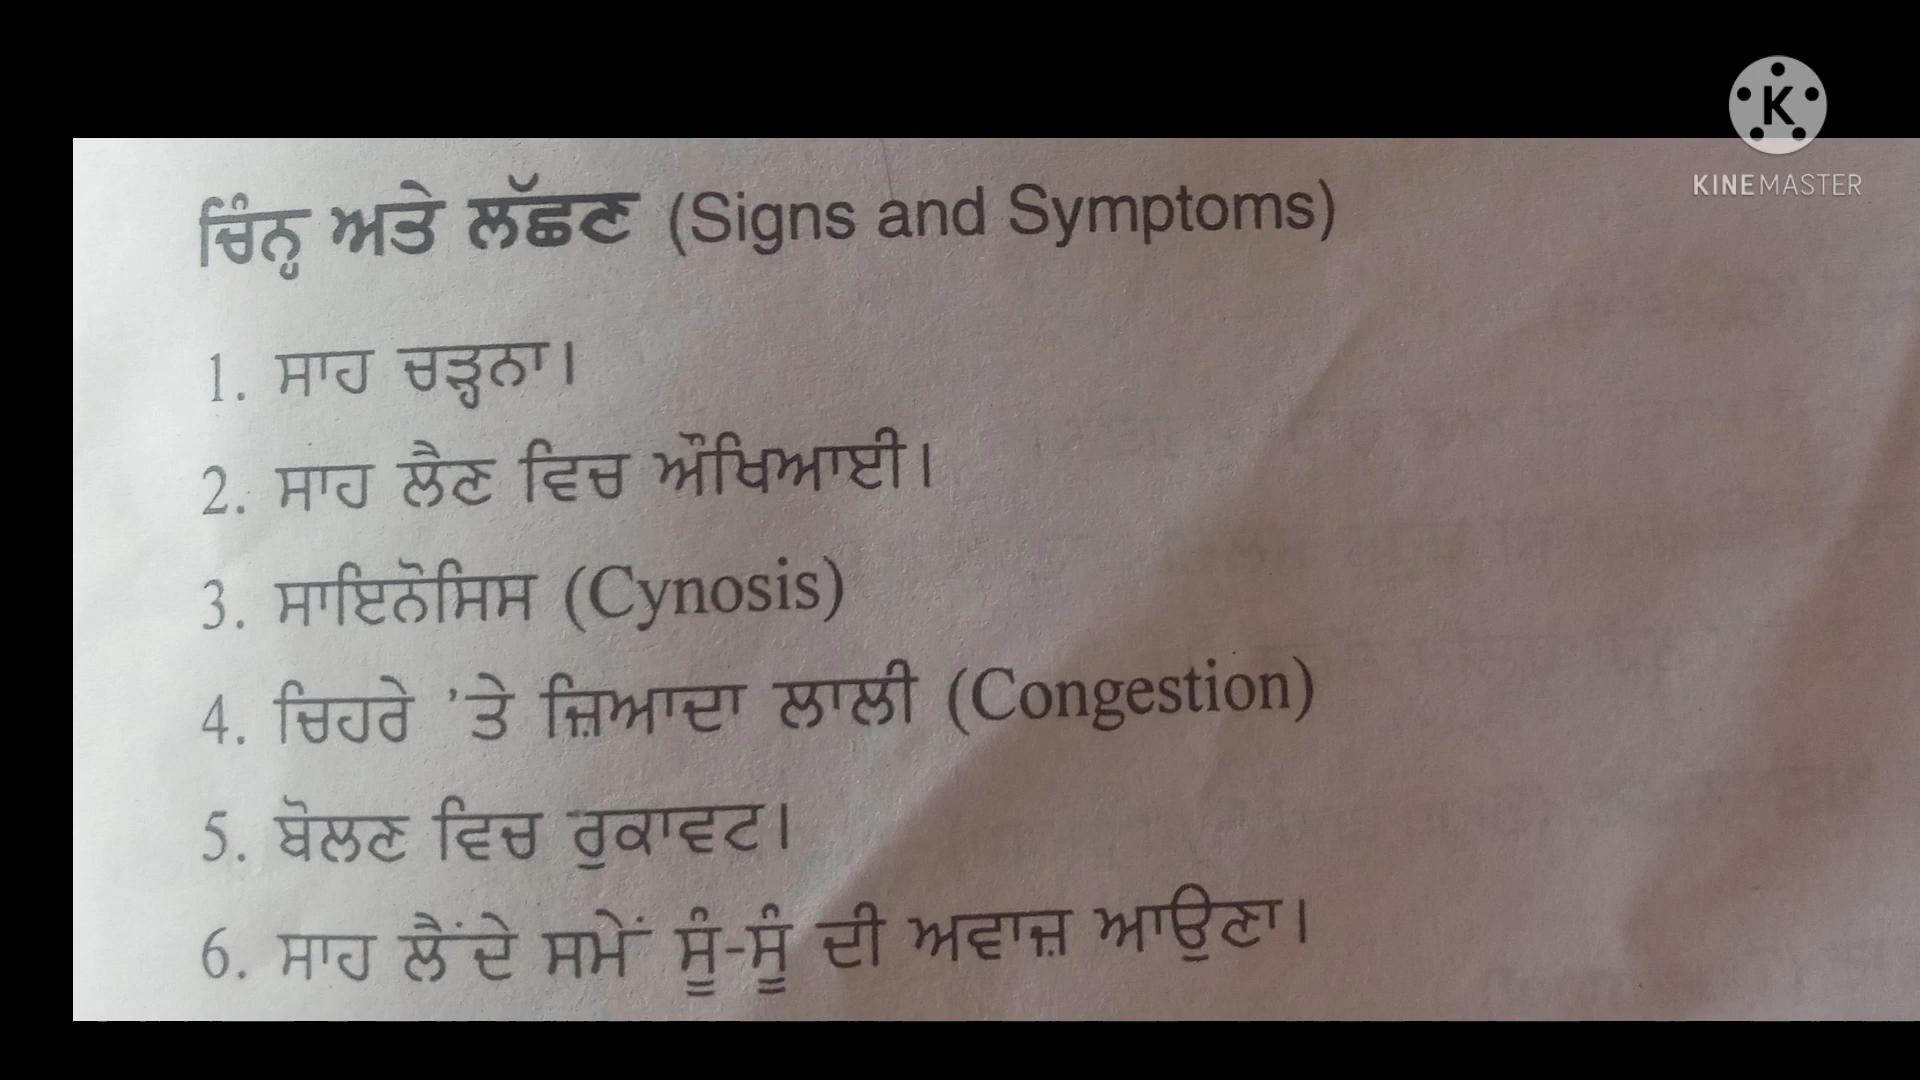 K
KINEMASTER
ਚਿੰਨ੍ਹ ਅਤੇ ਲੱਛਣ (Signs and Symptoms)
1. ਸਾਹ ਚੜ੍ਹਨਾ।
2. ਸਾਹ ਲੈਣ ਵਿਚ ਔਖਿਆਈ।
3. ਸਾਇਨੋਸਿਸ (Cynosis)
4. ਚਿਹਰੇ 'ਤੇ ਜ਼ਿਆਦਾ ਲਾਲੀ (Congestion)
5. ਬੋਲਣ ਵਿਚ ਰੁਕਾਵਟ।
6. ਸਾਹ ਲੈਂਦੇ ਸਮੇਂ ਸੂੰ-ਸੂੰ ਦੀ ਅਵਾਜ਼ ਆਉਣਾ।